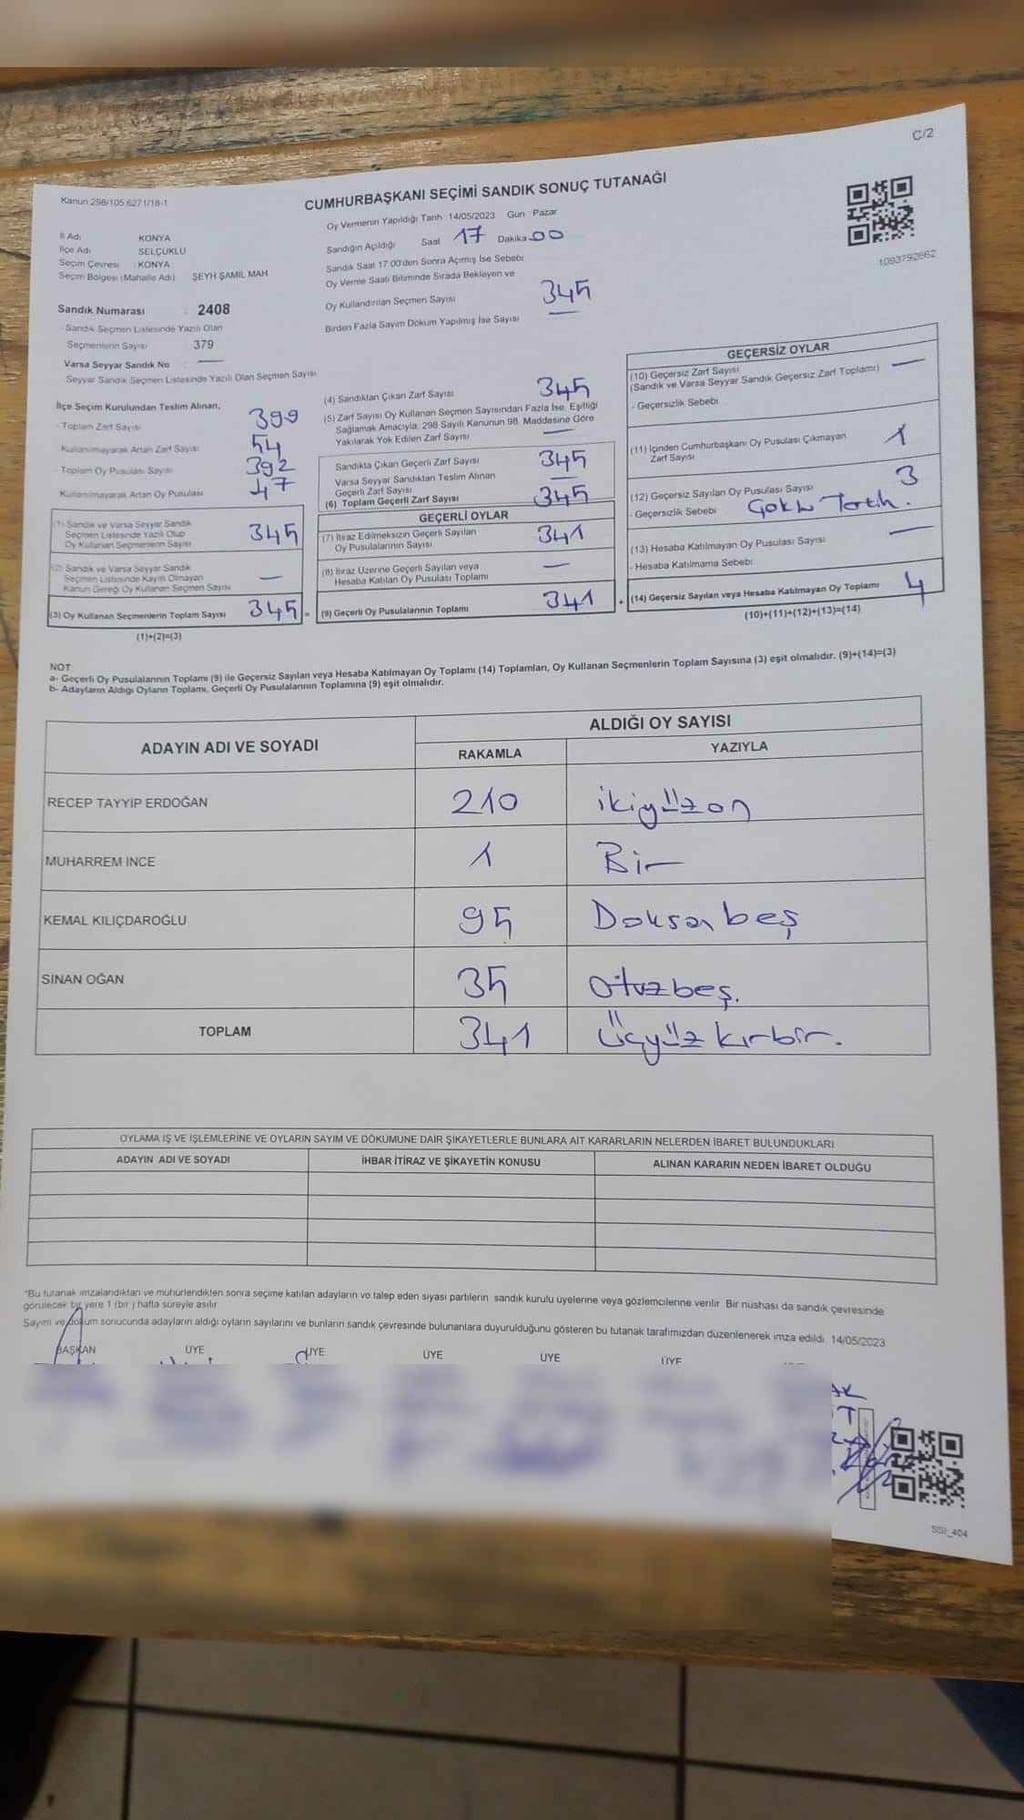 C/2
Kanun 298/105 6271/18-1
CUMHURBAŞKANI SEÇİMİ SANDIK SONUÇ TUTANAĞI
Oy Vermenin Yapıldığı Tarih 14/05/2023 Gün Pazar
İl Adı KONYA
İlçe Adı SELÇUKLU
Seçim Çevresi : KONYA
Seçim Bölgesi (Mahalle Adı) ŞEYH ŞAMİL MAH
Sandık Numarası : 2408
- Sandık Seçmen Listesinde Yazılı Olan
Seçmenlerin Sayısı 379
Varsa Seyyar Sandık No
Seyyar Sandık Seçmen Listesinde Yazılı Olan Seçmen Sayısı
Sandığın Açıldığı Saat 17 Dakika 00
Sandık Saat 17:00'den Sonra Açımış İse Sebebi
Oy Verme Saati Bitiminde Sırada Bekleyen ve
Oy Kullandırılan Seçmen Sayısı 345
Birden Fazla Sayım Döküm Yapılmış İse Sayısı —
1093792662
İlçe Seçim Kurulundan Teslim Alınan,
- Toplam Zarf Sayısı 399
Kullanılmayarak Artan Zarf Sayısı 54
- Toplam Oy Pusulası Sayısı 392
Kullanılmayarak Artan Oy Pusulası 47
(1) Sandık ve Varsa Seyyar Sandık
Seçmen Listesinde Yazılı Olup
Oy Kullanan Seçmenlerin Sayısı 345
(2) Sandık ve Varsa Seyyar Sandık
Seçmen Listesinde Kayıtlı Olmayan
Kanun Gereği Oy Kullanan Seçmen Sayısı —
(3) Oy Kullanan Seçmenlerin Toplam Sayısı 345 =
(1)+(2)=(3)
(4) Sandıktan Çıkan Zarf Sayısı 345
(5) Zarf Sayısı Oy Kullanan Seçmen Sayısından Fazla İse, Eşitliği
Sağlamak Amacıyla, 298 Sayılı Kanunun 98. Maddesine Göre
Yakılarak Yok Edilen Zarf Sayısı —
Sandıkta Çıkan Geçerli Zarf Sayısı 345
Varsa Seyyar Sandıktan Teslim Alınan
Geçerli Zarf Sayısı —
(6) Toplam Geçerli Zarf Sayısı 345
GEÇERLİ OYLAR
(7) İtiraz Edilmeksizin Geçerli Sayılan
Oy Pusulalarının Sayısı 341
(8) İtiraz Üzerine Geçerli Sayılan veya
Hesaba Katılan Oy Pusulası Toplamı —
(9) Geçerli Oy Pusulalarının Toplamı 341 +
GEÇERSİZ OYLAR
(10) Geçersiz Zarf Sayısı
(Sandık ve Varsa Seyyar Sandık Geçersiz Zarf Toplamı) —
- Geçersizlik Sebebi
(11) İçinden Cumhurbaşkanı Oy Pusulası Çıkmayan
Zarf Sayısı 1
(12) Geçersiz Sayılan Oy Pusulası Sayısı 3
- Geçersizlik Sebebi
(13) Hesaba Katılmayan Oy Pusulası Sayısı —
- Hesaba Katılmama Sebebi
(14) Geçersiz Sayılan veya Hesaba Katılmayan Oy Toplamı 4
(10)+(11)+(12)+(13)=(14)
NOT
a- Geçerli Oy Pusulalarının Toplamı (9) ile Geçersiz Sayılan veya Hesaba Katılmayan Oy Toplamı (14) Toplamları, Oy Kullanan Seçmenlerin Toplam Sayısına (3) eşit olmalıdır. (9)+(14)=(3)
b- Adayların Aldığı Oyların Toplamı, Geçerli Oy Pusulalarının Toplamına (9) eşit olmalıdır.
ADAYIN ADI VE SOYADI ALDIĞI OY SAYISI
RAKAMLA YAZIYLA
RECEP TAYYİP ERDOĞAN 210 ikiyüzon
MUHARREM İNCE 1 Bir
KEMAL KILIÇDAROĞLU 95 Doksanbeş
SİNAN OĞAN 35 otuzbeş.
TOPLAM 341 Üçyüz kırbir.
OYLAMA İŞ VE İŞLEMLERİNE VE OYLARIN SAYIM VE DÖKÜMÜNE DAİR ŞİKAYETLERLE BUNLARA AİT KARARLARIN NELERDEN İBARET BULUNDUKLARI
ADAYIN ADI VE SOYADI İHBAR İTİRAZ VE ŞİKAYETİN KONUSU ALINAN KARARIN NEDEN İBARET OLDUĞU
*Bu tutanak imzalandıktan ve mühürlendikten sonra seçime katılan adayların ve talep eden siyasi partilerin sandık kurulu üyelerine veya gözlemcilerine verilir. Bir nüshası da sandık çevresinde
görülecek bir yere 1 (bir) hafta süreyle asılır.
Sayım ve döküm sonucunda adayların aldığı oyların sayılarını ve bunların sandık çevresinde bulunanlara duyurulduğunu gösteren bu tutanak tarafımızdan düzenlenerek imza edildi. 14/05/2023
BAŞKAN ÜYE ÜYE ÜYE ÜYE ÜYE
SSİ_404